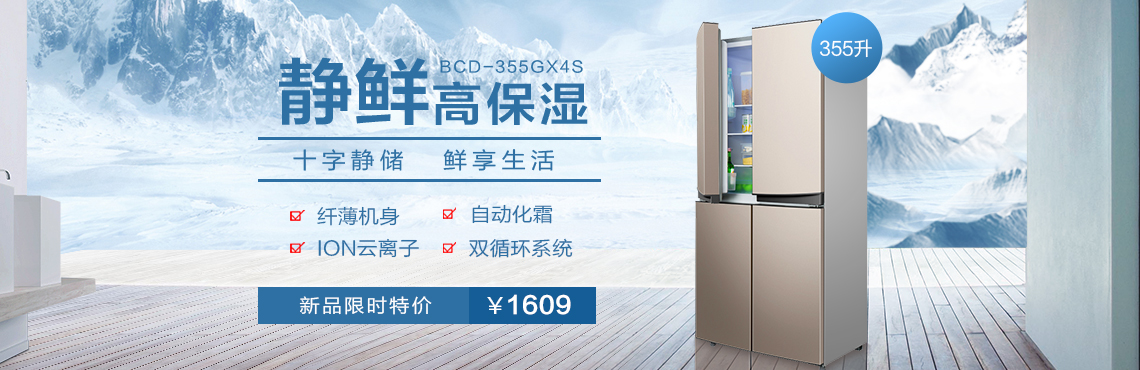 BCD-355GX4S
静鲜高保湿
十字静储 鲜享生活
纤薄机身 自动化霜
ION云离子 双循环系统
新品限时特价 ￥1609
355升